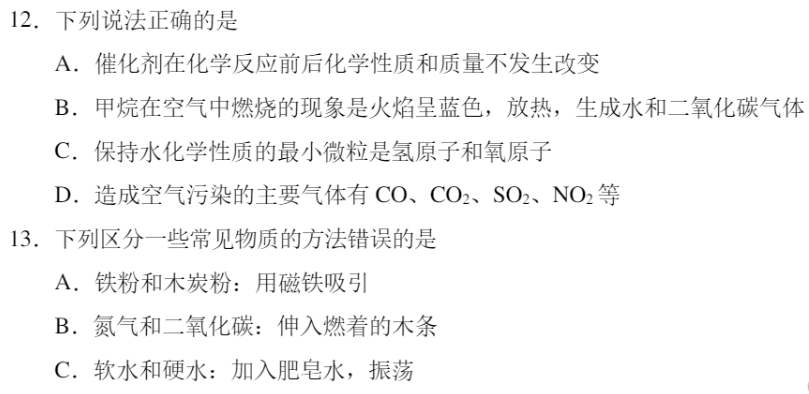 12．下列说法正确的是
A．催化剂在化学反应前后化学性质和质量不发生改变
B．甲烷在空气中燃烧的现象是火焰呈蓝色，放热，生成水和二氧化碳气体
C．保持水化学性质的最小微粒是氢原子和氧原子
D．造成空气污染的主要气体有 CO、CO₂、SO₂、NO₂ 等
13．下列区分一些常见物质的方法错误的是
A．铁粉和木炭粉：用磁铁吸引
B．氮气和二氧化碳：伸入燃着的木条
C．软水和硬水：加入肥皂水，振荡